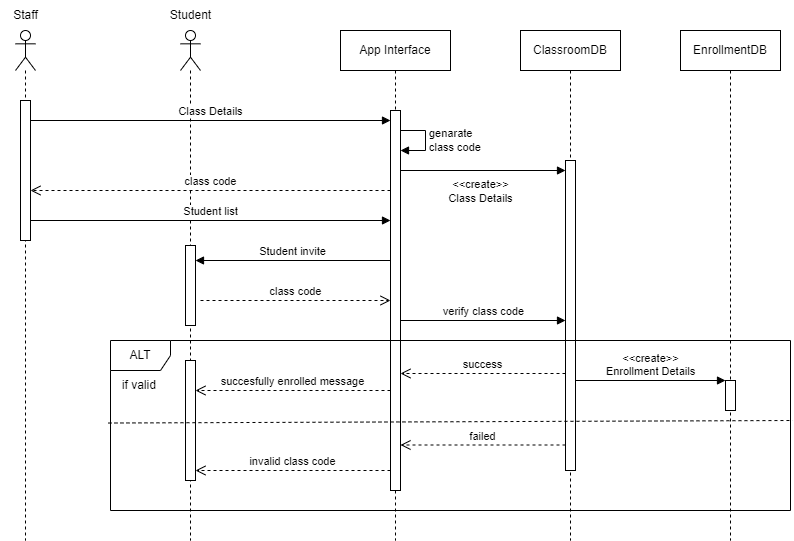 Staff
Student
App Interface
ClassroomDB
EnrollmentDB
Class Details
genarate
class code
class code
<<create>>
Class Details
Student list
Student invite
class code
verify class code
ALT
if valid
success
<<create>>
Enrollment Details
succesfully enrolled message
failed
invalid class code